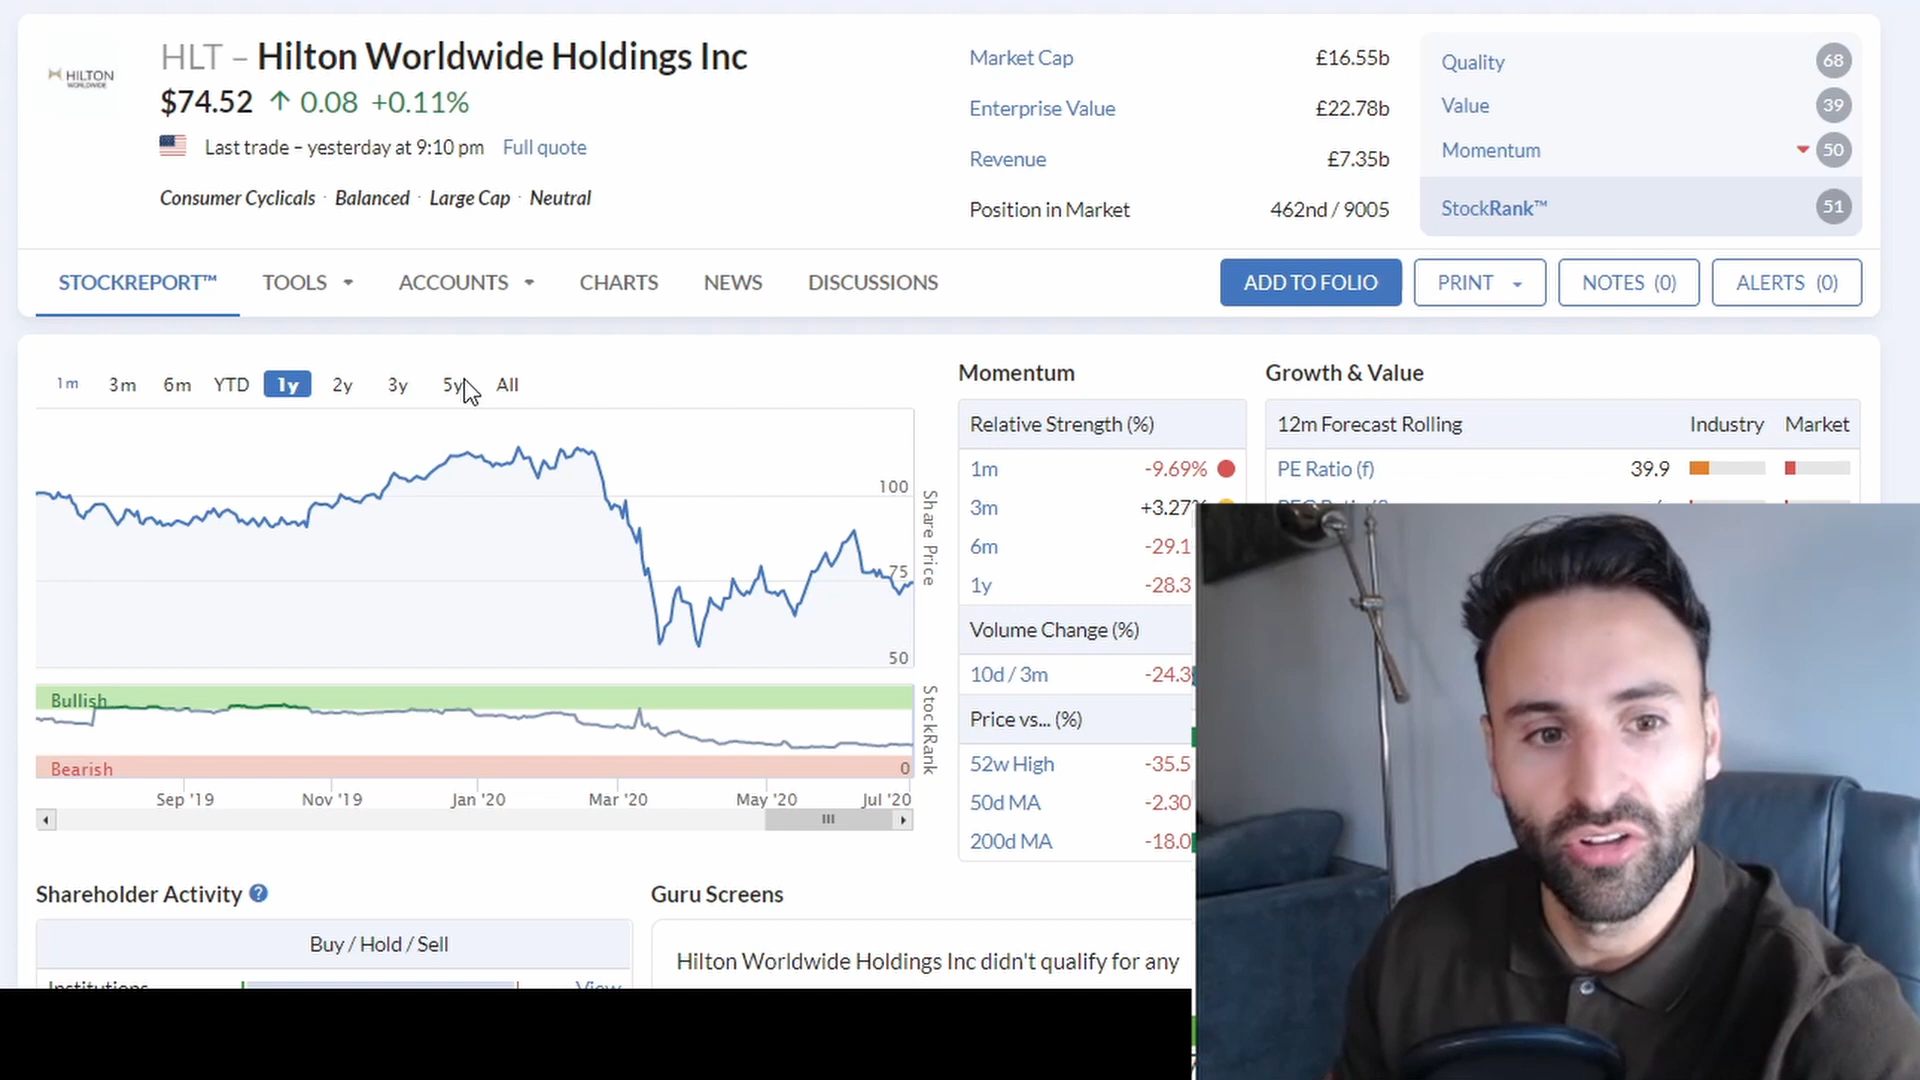 HILTON
WORLDWIDE
HLT – Hilton Worldwide Holdings Inc
$74.52 ↑ 0.08 +0.11%
Last trade – yesterday at 9:10 pm Full quote
Consumer Cyclicals · Balanced · Large Cap · Neutral
Market Cap £16.55b
Enterprise Value £22.78b
Revenue £7.35b
Position in Market 462nd / 9005
Quality 68
Value 39
Momentum 50
StockRank™ 51
STOCKREPORT™ TOOLS ACCOUNTS CHARTS NEWS DISCUSSIONS
ADD TO FOLIO PRINT NOTES (0) ALERTS (0)
1m 3m 6m YTD 1y 2y 3y 5y All
100
75
50
Share Price
Bullish
Bearish 0
StockRank
Sep '19 Nov '19 Jan '20 Mar '20 May '20 Jul '20
Momentum
Relative Strength (%)
1m -9.69%
3m +3.27%
6m -29.1
1y -28.3
Volume Change (%)
10d / 3m -24.3
Price vs... (%)
52w High -35.5
50d MA -2.30
200d MA -18.0
Growth & Value
12m Forecast Rolling Industry Market
PE Ratio (f) 39.9
Shareholder Activity ?
Buy / Hold / Sell
Institutions View
Guru Screens
Hilton Worldwide Holdings Inc didn't qualify for any